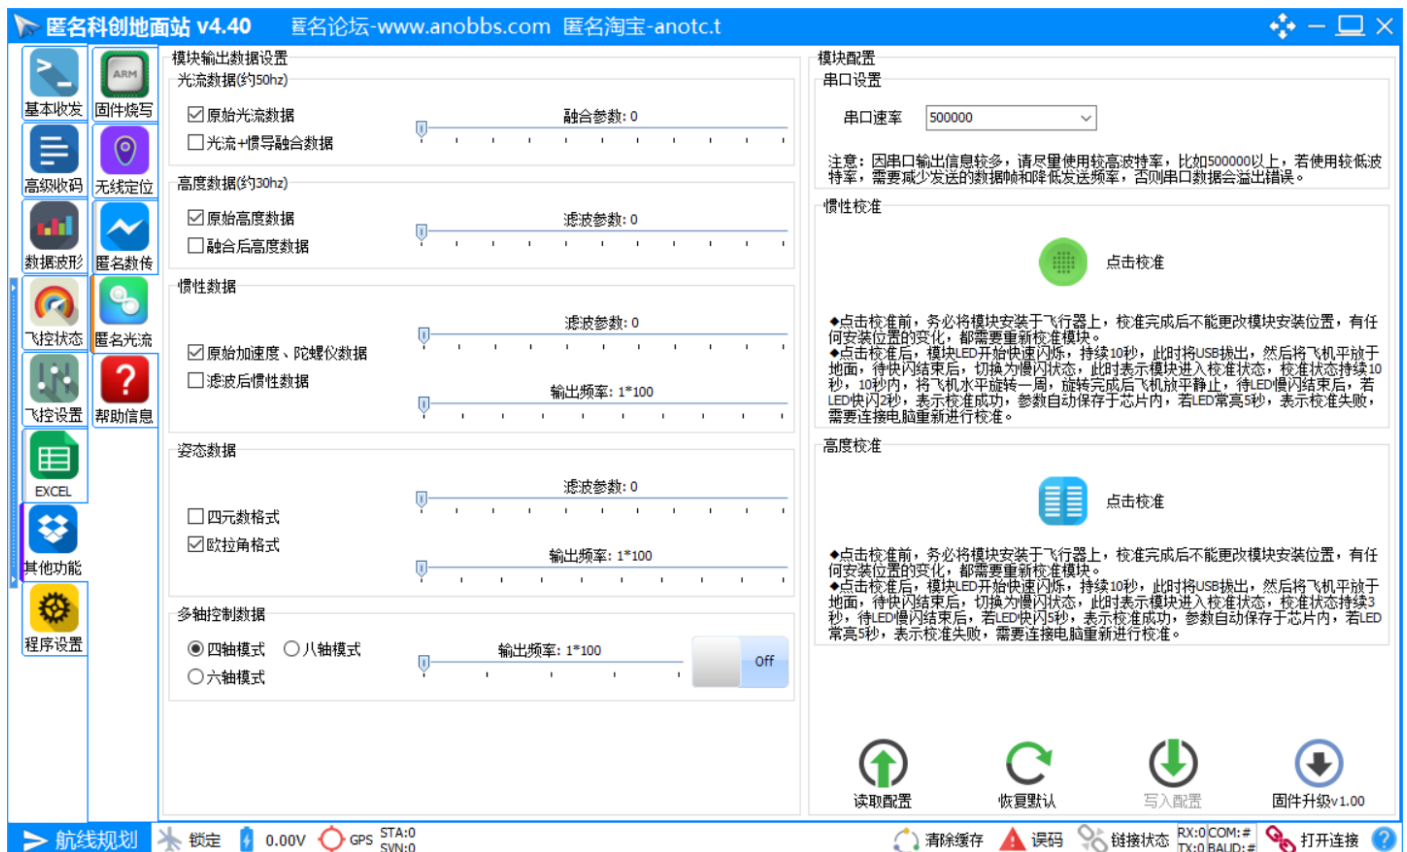 匿名科创地面站 v4.40 匿名论坛-www.anobbs.com 匿名淘宝-anotc.t
基本收发
高级收码
数据波形
飞控状态
飞控设置
EXCEL
其他功能
程序设置
固件烧写
无线定位
匿名数传
匿名光流
帮助信息
模块输出数据设置
光流数据(约50hz)
原始光流数据
光流+惯导融合数据
融合参数: 0
高度数据(约30hz)
原始高度数据
融合后高度数据
滤波参数: 0
惯性数据
滤波参数: 0
原始加速度、陀螺仪数据
滤波后惯性数据
输出频率: 1*100
姿态数据
滤波参数: 0
四元数格式
欧拉角格式
输出频率: 1*100
多轴控制数据
四轴模式 八轴模式
六轴模式
输出频率: 1*100
Off
模块配置
串口设置
串口速率 500000
注意：因串口输出信息较多，请尽量使用较高波特率，比如500000以上，若使用较低波
特率，需要减少发送的数据帧和降低发送频率，否则串口数据会溢出错误。
惯性校准
点击校准
◆点击校准前，务必将模块安装于飞行器上，校准完成后不能更改模块安装位置，有任
何安装位置的变化，都需要重新校准模块。
◆点击校准后，模块LED开始快速闪烁，持续10秒，此时将USB拔出，然后将飞机平放于
地面，待快闪结束后，切换为慢闪状态，此时表示模块进入校准状态，校准状态持续10
秒，10秒内，将飞机水平旋转一周，旋转完成后飞机放平静止，待LED慢闪结束后，若
LED快闪2秒，表示校准成功，参数自动保存于芯片内，若LED常亮5秒，表示校准失败，
需要连接电脑重新进行校准。
高度校准
点击校准
◆点击校准前，务必将模块安装于飞行器上，校准完成后不能更改模块安装位置，有任
何安装位置的变化，都需要重新校准模块。
◆点击校准后，模块LED开始快速闪烁，持续10秒，此时将USB拔出，然后将飞机平放于
地面，待快闪结束后，切换为慢闪状态，此时表示模块进入校准状态，校准状态持续3
秒，待LED慢闪结束后，若LED快闪5秒，表示校准成功，参数自动保存于芯片内，若LED
常亮5秒，表示校准失败，需要连接电脑重新进行校准。
读取配置
恢复默认
写入配置
固件升级v1.00
航线规划
锁定
0.00V
GPS
STA:0
SVN:0
清除缓存
误码
链接状态
RX:0 COM:#
TX:0 BAUD:#
打开连接